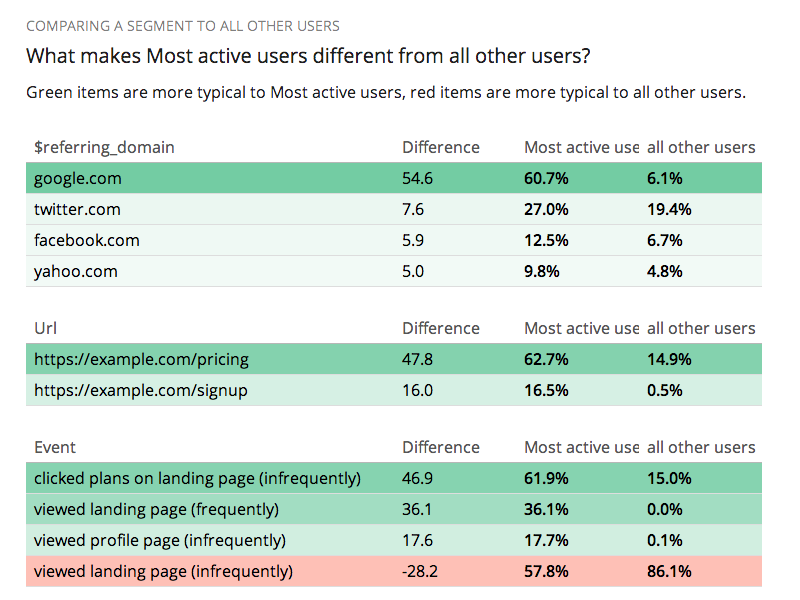 COMPARING A SEGMENT TO ALL OTHER USERS
What makes Most active users different from all other users?
Green items are more typical to Most active users, red items are more typical to all other users.
$referring_domain Difference Most active use all other users
google.com 54.6 60.7% 6.1%
twitter.com 7.6 27.0% 19.4%
facebook.com 5.9 12.5% 6.7%
yahoo.com 5.0 9.8% 4.8%
Url Difference Most active use all other users
https://example.com/pricing 47.8 62.7% 14.9%
https://example.com/signup 16.0 16.5% 0.5%
Event Difference Most active use all other users
clicked plans on landing page (infrequently) 46.9 61.9% 15.0%
viewed landing page (frequently) 36.1 36.1% 0.0%
viewed profile page (infrequently) 17.6 17.7% 0.1%
viewed landing page (infrequently) -28.2 57.8% 86.1%